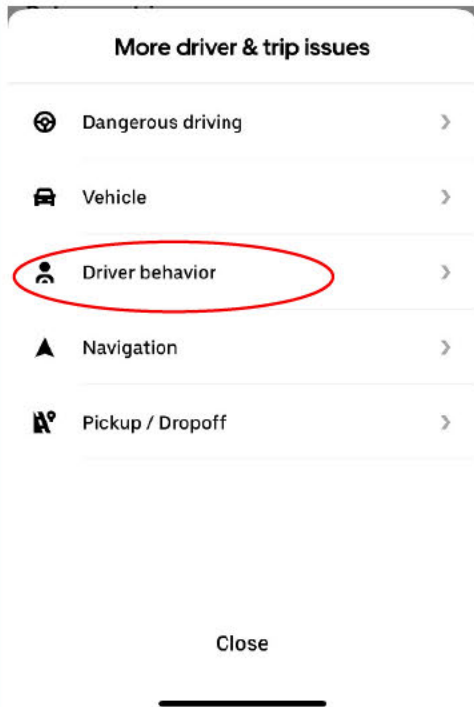 More driver & trip issues
Dangerous driving
Vehicle
Driver behavior
Navigation
Pickup / Dropoff
Close